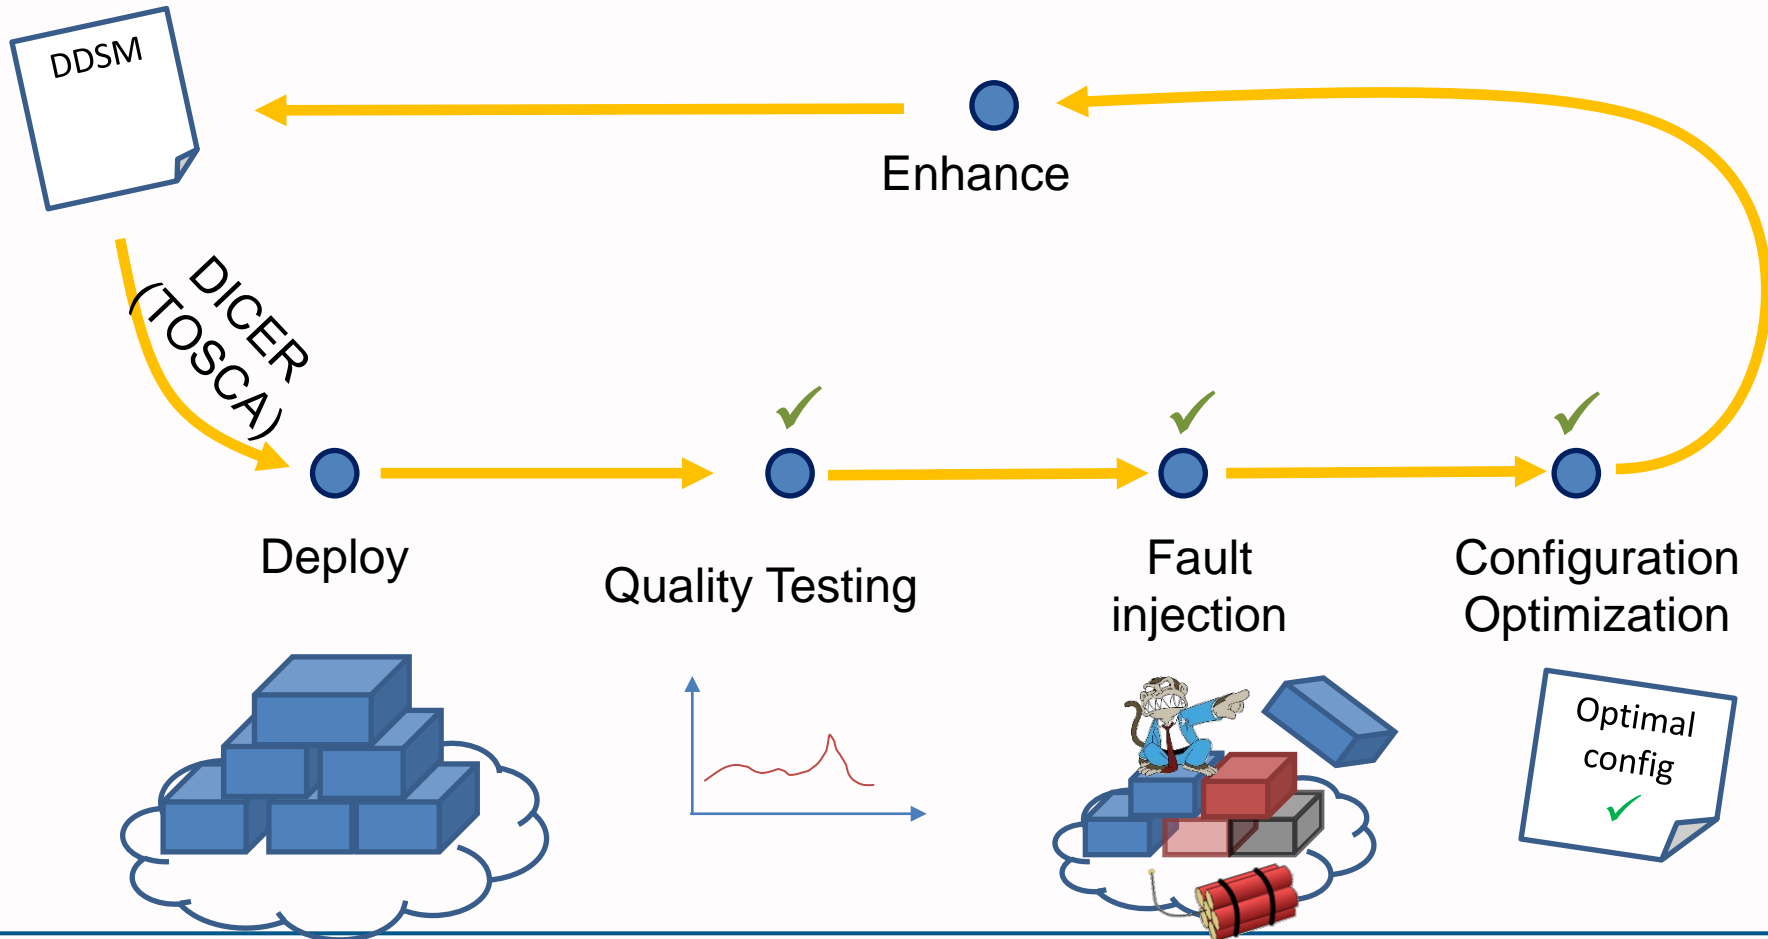 DDSM
Enhance
DICER
(TOSCA)
Deploy
Quality Testing
Fault
injection
Configuration
Optimization
Optimal
config